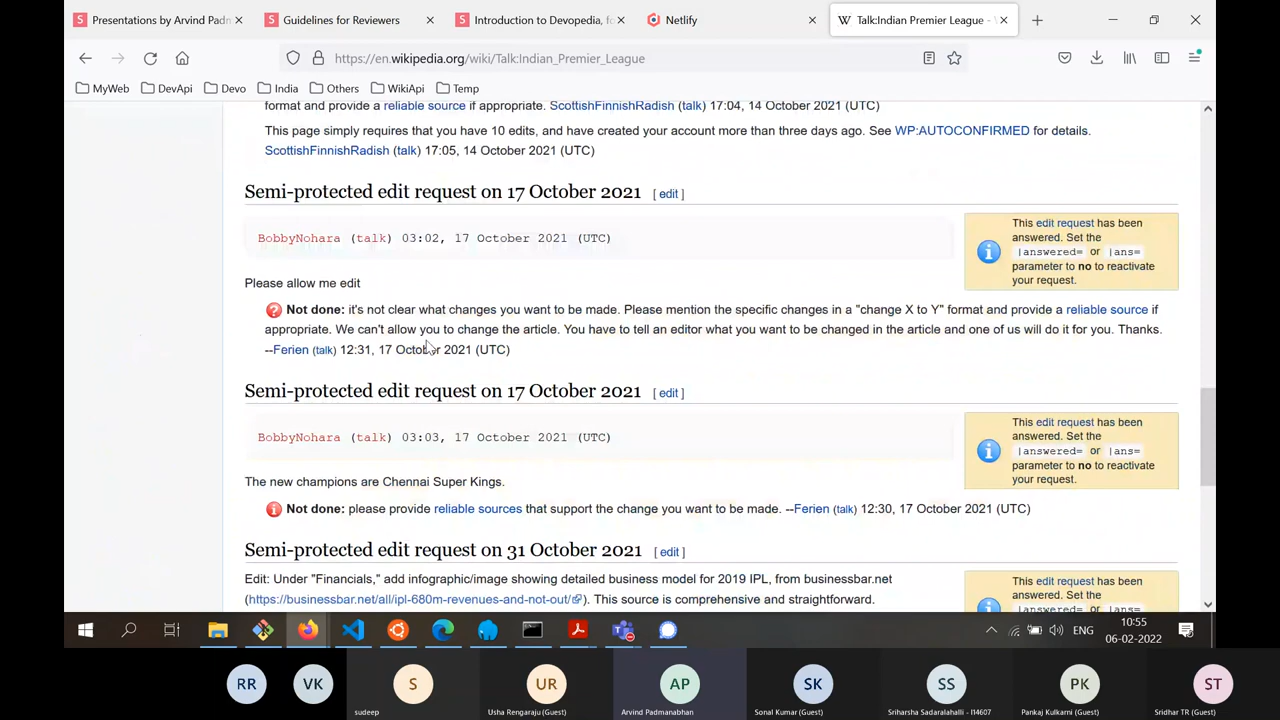 Presentations by Arvind Padn
Guidelines for Reviewers
Introduction to Devopedia, fo
Netlify
Talk:Indian Premier League -
https://en.wikipedia.org/wiki/Talk:Indian_Premier_League
MyWeb DevApi Devo India Others WikiApi Temp
format and provide a reliable source if appropriate. ScottishFinnishRadish (talk) 17:04, 14 October 2021 (UTC)
This page simply requires that you have 10 edits, and have created your account more than three days ago. See WP:AUTOCONFIRMED for details.
ScottishFinnishRadish (talk) 17:05, 14 October 2021 (UTC)
Semi-protected edit request on 17 October 2021 [ edit ]
This edit request has been
answered. Set the
|answered= or |ans=
parameter to no to reactivate
your request.
BobbyNohara (talk) 03:02, 17 October 2021 (UTC)
Please allow me edit
Not done: it's not clear what changes you want to be made. Please mention the specific changes in a "change X to Y" format and provide a reliable source if
appropriate. We can't allow you to change the article. You have to tell an editor what you want to be changed in the article and one of us will do it for you. Thanks.
--Ferien (talk) 12:31, 17 October 2021 (UTC)
Semi-protected edit request on 17 October 2021 [ edit ]
This edit request has been
answered. Set the
|answered= or |ans=
parameter to no to reactivate
your request.
BobbyNohara (talk) 03:03, 17 October 2021 (UTC)
The new champions are Chennai Super Kings.
Not done: please provide reliable sources that support the change you want to be made. --Ferien (talk) 12:30, 17 October 2021 (UTC)
Semi-protected edit request on 31 October 2021 [ edit ]
Edit: Under "Financials," add infographic/image showing detailed business model for 2019 IPL, from businessbar.net
(https://businessbar.net/all/ipl-680m-revenues-and-not-out/). This source is comprehensive and straightforward.
This edit request has been
answered. Set the
|answered= or |ans=
ENG
10:55
06-02-2022
RR VK S UR AP SK SS PK ST
sudeep
Usha Rengaraju (Guest)
Arvind Padmanabhan
Sonal Kumar (Guest)
Sriharsha Sadaralahalli - I14607
Pankaj Kulkarni (Guest)
Sridhar TR (Guest)